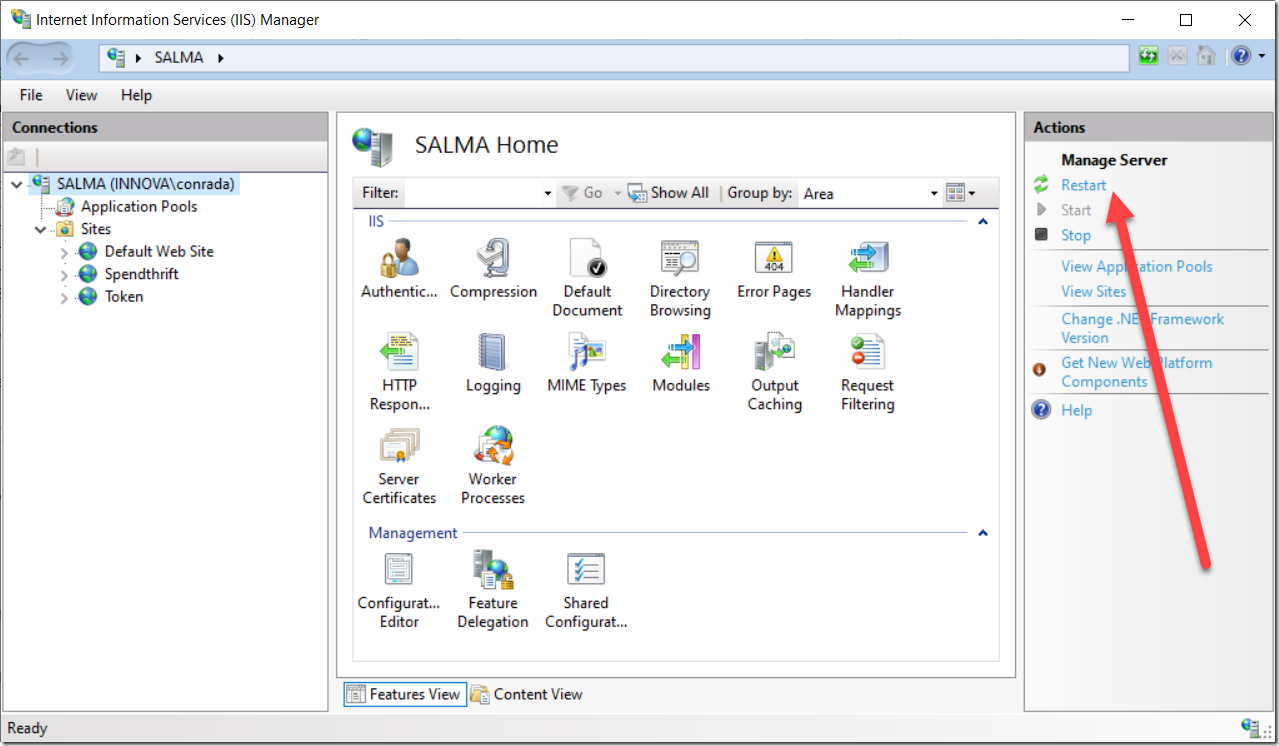 Internet Information Services (IIS) Manager
SALMA
File View Help
Connections
SALMA (INNOVA\conrada)
Application Pools
Sites
Default Web Site
Spendthrift
Token
SALMA Home
Filter: Go Show All Group by: Area
IIS
Authentic... Compression Default Document Directory Browsing Error Pages Handler Mappings
404
HTTP Respon... Logging MIME Types Modules Output Caching Request Filtering
Server Certificates Worker Processes
Management
Configurat... Editor Feature Delegation Shared Configurat...
Features View Content View
Actions
Manage Server
Restart
Start
Stop
View Application Pools
View Sites
Change .NET Framework
Version
Get New Web Platform
Components
Help
Ready